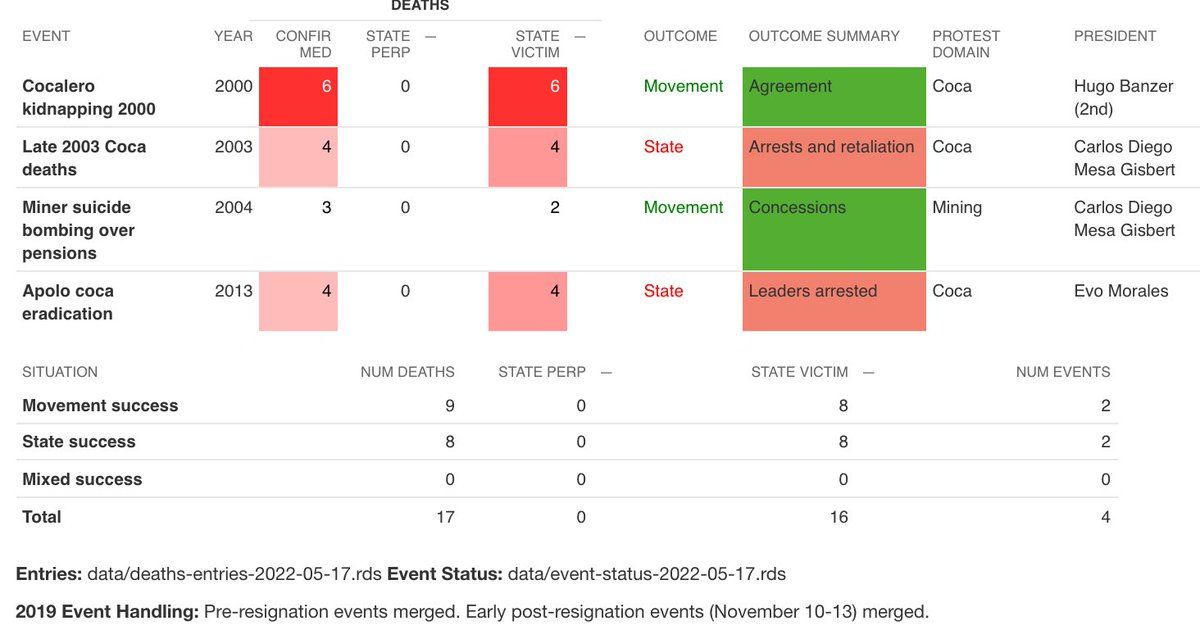 DEATHS
EVENT YEAR CONFIR STATE — STATE — OUTCOME OUTCOME SUMMARY PROTEST PRESIDENT
MED PERP VICTIM DOMAIN
Cocalero 2000 6 0 6 Movement Agreement Coca Hugo Banzer
kidnapping 2000 (2nd)
Late 2003 Coca 2003 4 0 4 State Arrests and retaliation Coca Carlos Diego
deaths Mesa Gisbert
Miner suicide 2004 3 0 2 Movement Concessions Mining Carlos Diego
bombing over Mesa Gisbert
pensions
Apolo coca 2013 4 0 4 State Leaders arrested Coca Evo Morales
eradication
SITUATION NUM DEATHS STATE PERP — STATE VICTIM — NUM EVENTS
Movement success 9 0 8 2
State success 8 0 8 2
Mixed success 0 0 0 0
Total 17 0 16 4
Entries: data/deaths-entries-2022-05-17.rds Event Status: data/event-status-2022-05-17.rds
2019 Event Handling: Pre-resignation events merged. Early post-resignation events (November 10-13) merged.